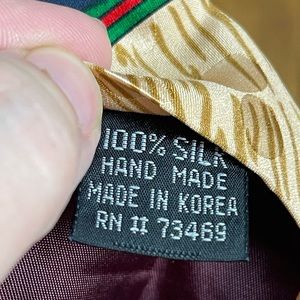 100% SILK
HAND MADE
MADE IN KOREA
RN # 73469